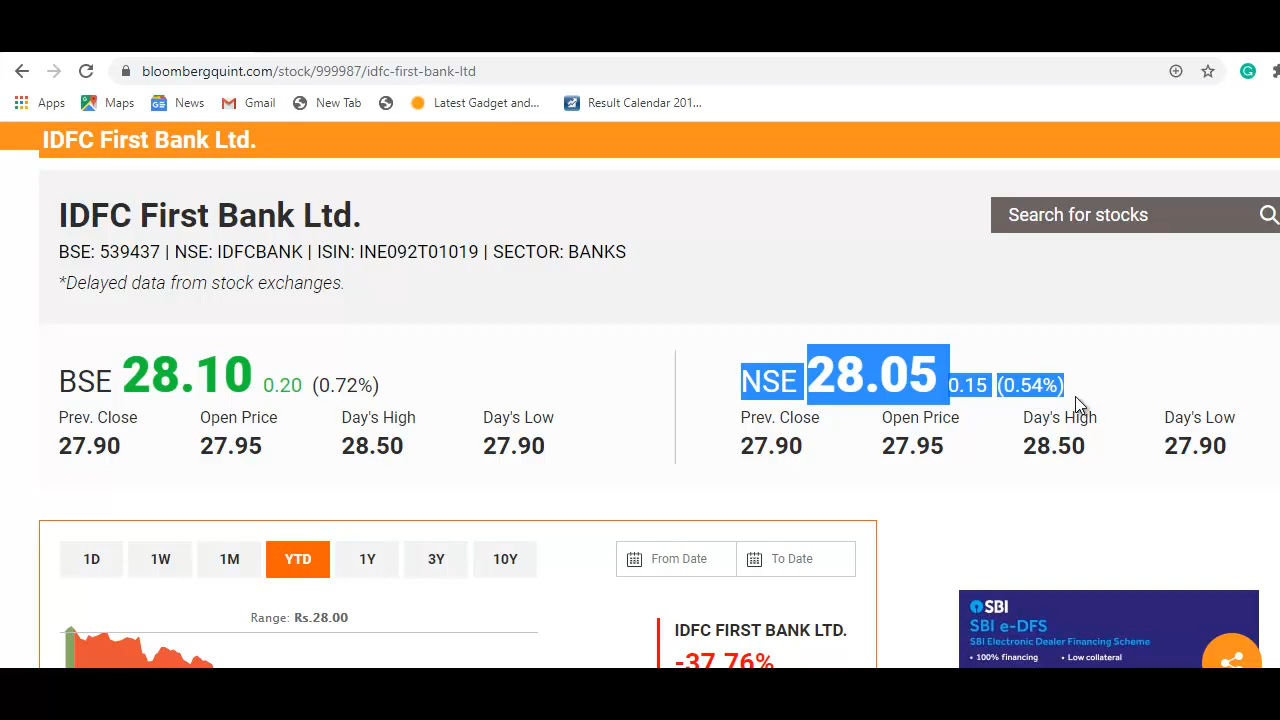 bloombergquint.com/stock/999987/idfc-first-bank-ltd
Apps Maps News Gmail New Tab Latest Gadget and... Result Calendar 201...
IDFC First Bank Ltd.
IDFC First Bank Ltd.
Search for stocks
BSE: 539437 | NSE: IDFCBANK | ISIN: INE092T01019 | SECTOR: BANKS
*Delayed data from stock exchanges.
BSE 28.10 0.20 (0.72%)
Prev. Close Open Price Day's High Day's Low
27.90 27.95 28.50 27.90
NSE 28.05 0.15 (0.54%)
Prev. Close Open Price Day's High Day's Low
27.90 27.95 28.50 27.90
1D 1W 1M YTD 1Y 3Y 10Y
From Date To Date
Range: Rs.28.00
IDFC FIRST BANK LTD.
-37.76%
SBI
SBI e-DFS
SBI Electronic Dealer Financing Scheme
• 100% financing • Low collateral